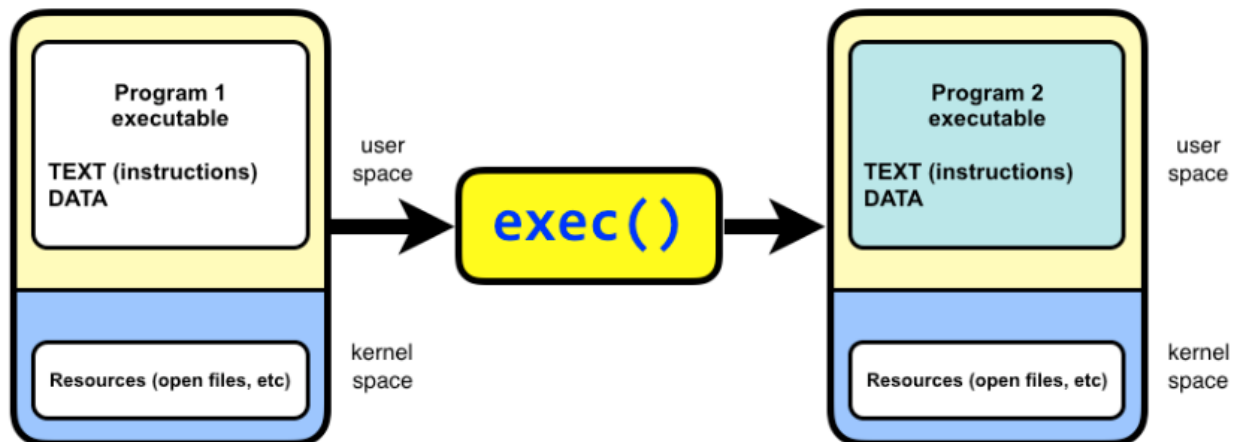 Program 1
executable
TEXT (instructions)
DATA
user
space
Resources (open files, etc)
kernel
space
exec()
Program 2
executable
TEXT (instructions)
DATA
user
space
Resources (open files, etc)
kernel
space